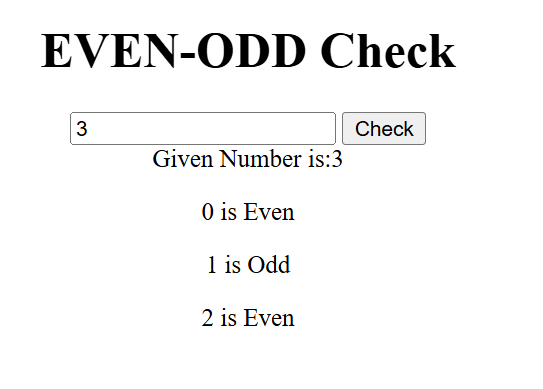 EVEN-ODD Check
3 Check
Given Number is:3
0 is Even
1 is Odd
2 is Even